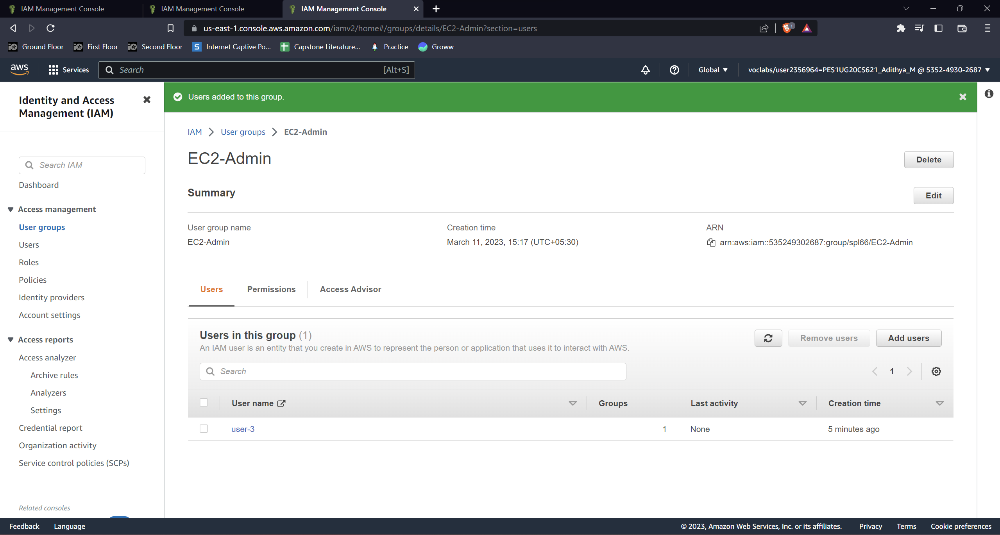 IAM Management Console
IAM Management Console
IAM Management Console
us-east-1.console.aws.amazon.com/iamv2/home#/groups/details/EC2-Admin?section=users
1
Ground Floor
First Floor
Second Floor
Internet Captive Po...
Capstone Literature...
Practice
Groww
aws
Services
Search
[Alt+S]
Global
voclabs/user2356964=PES1UG20CS621_Adithya_M @ 5352-4930-2687
Identity and Access
Management (IAM)
Search IAM
Dashboard
Access management
User groups
Users
Roles
Policies
Identity providers
Account settings
Access reports
Access analyzer
Archive rules
Analyzers
Settings
Credential report
Organization activity
Service control policies (SCPs)
Related consoles
Users added to this group.
IAM
User groups
EC2-Admin
EC2-Admin
Delete
Summary
Edit
User group name
EC2-Admin
Creation time
March 11, 2023, 15:17 (UTC+05:30)
ARN
arn:aws:iam::535249302687:group/spl66/EC2-Admin
Users
Permissions
Access Advisor
Users in this group (1)
An IAM user is an entity that you create in AWS to represent the person or application that uses it to interact with AWS.
Remove users
Add users
Search
1
User name
Groups
Last activity
Creation time
user-3
1
None
5 minutes ago
Feedback
Language
© 2023, Amazon Web Services, Inc. or its affiliates.
Privacy
Terms
Cookie preferences